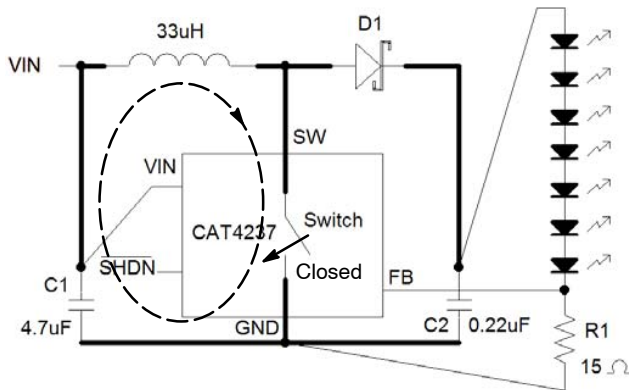 33uH
D1
VIN
SW
VIN
Switch
CAT4237
SHDN
Closed
FB
C1
4.7uF
GND
C2
0.22uF
R1
15 Ω